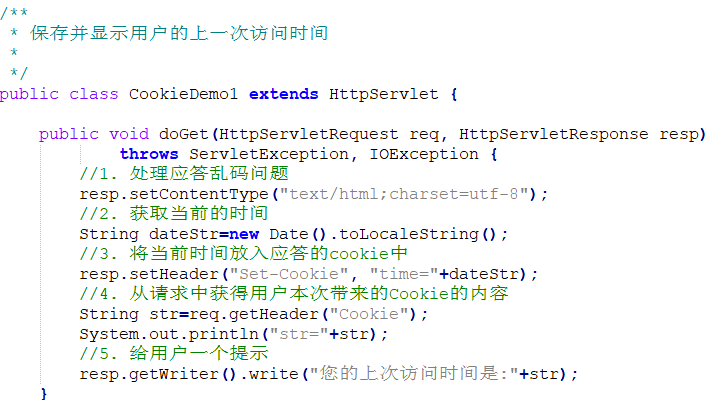 /**
 * 保存并显示用户的上一次访问时间
 *
 */
public class CookieDemo1 extends HttpServlet {
    public void doGet(HttpServletRequest req, HttpServletResponse resp)
            throws ServletException, IOException {
        //1. 处理应答乱码问题
        resp.setContentType("text/html;charset=utf-8");
        //2. 获取当前的时间
        String dateStr=new Date().toLocaleString();
        //3. 将当前时间放入应答的cookie中
        resp.setHeader("Set-Cookie", "time="+dateStr);
        //4. 从请求中获得用户本次带来的Cookie的内容
        String str=req.getHeader("Cookie");
        System.out.println("str="+str);
        //5. 给用户一个提示
        resp.getWriter().write("您的上次访问时间是:"+str);
    }